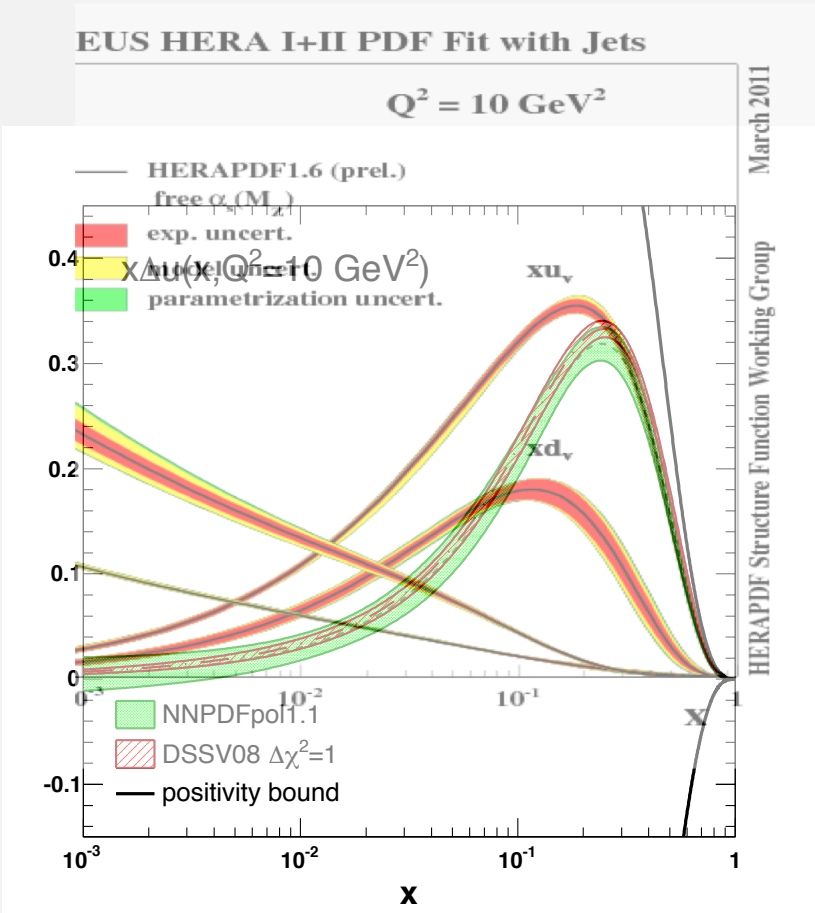 EUS HERA I+II PDF Fit with Jets
Q² = 10 GeV²
March 2011
HERAPDF Structure Function Working Group
HERAPDF1.6 (prel.)
free αs(MZ)
exp. uncert.
model uncert.
parametrization uncert.
xΔu(x,Q²=10 GeV²)
xuv
xdv
0.4
0.3
0.2
0.1
0
-0.1
10⁻²
10⁻¹
1
x
NNPDFpol1.1
DSSV08 Δχ²=1
positivity bound
10⁻³
10⁻²
10⁻¹
1
x